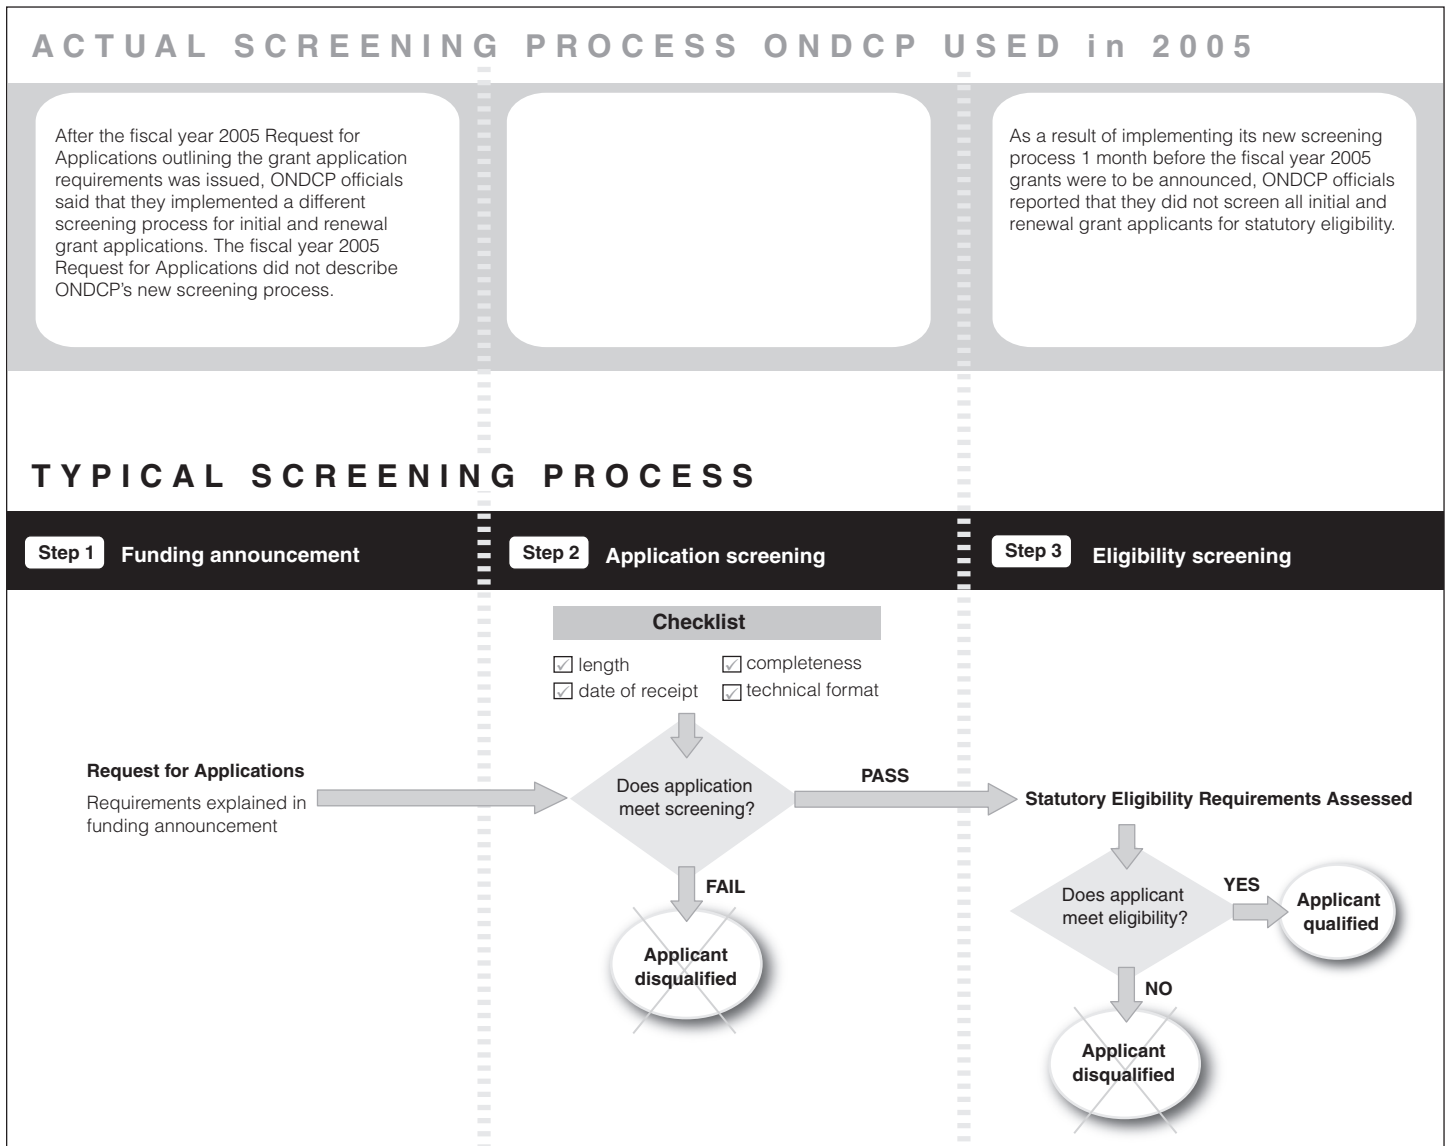 ACTUAL SCREENING PROCESS ONDCP USED in 2005
After the fiscal year 2005 Request for
Applications outlining the grant application
requirements was issued, ONDCP officials
said that they implemented a different
screening process for initial and renewal
grant applications. The fiscal year 2005
Request for Applications did not describe
ONDCP's new screening process.
As a result of implementing its new screening
process 1 month before the fiscal year 2005
grants were to be announced, ONDCP officials
reported that they did not screen all initial and
renewal grant applicants for statutory eligibility.
TYPICAL SCREENING PROCESS
Step 1 Funding announcement
Step 2 Application screening
Step 3 Eligibility screening
Request for Applications
Requirements explained in
funding announcement
Checklist
length
completeness
date of receipt
technical format
Does application
meet screening?
PASS
FAIL
Applicant
disqualified
Statutory Eligibility Requirements Assessed
Does applicant
meet eligibility?
YES
Applicant
qualified
NO
Applicant
disqualified